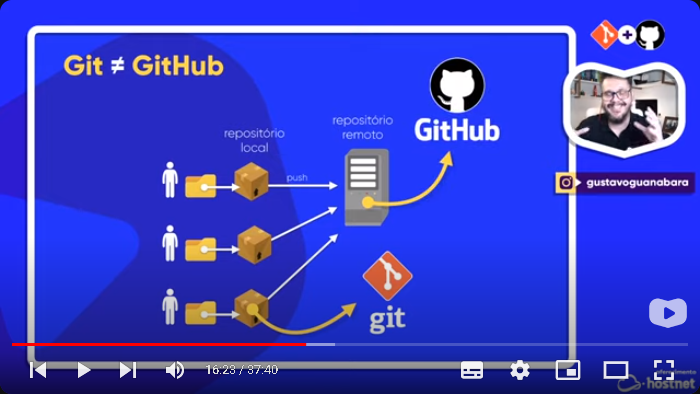 Git ≠ GitHub
repositório
local
repositório
remoto
GitHub
push
gustavoguanabara
git
16:23 / 37:40
hostnet